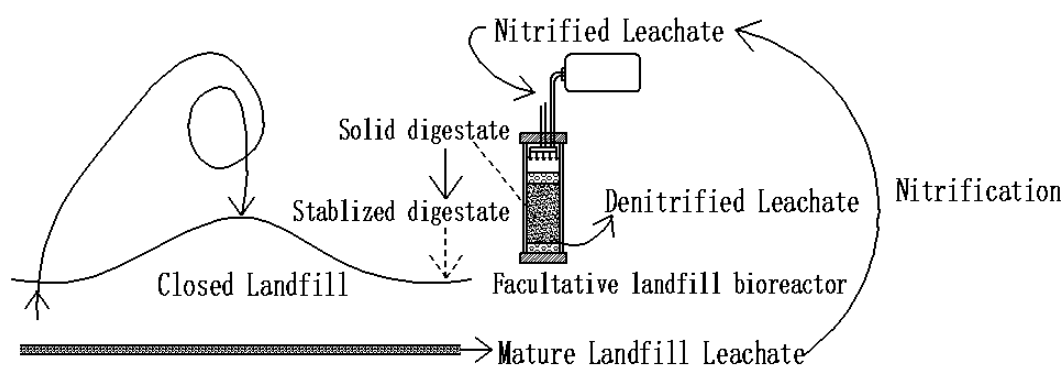 Nitrified Leachate
Solid digestate
Stablized digestate
Denitrified Leachate
Nitrification
Closed Landfill
Facultative landfill bioreactor
Mature Landfill Leachate